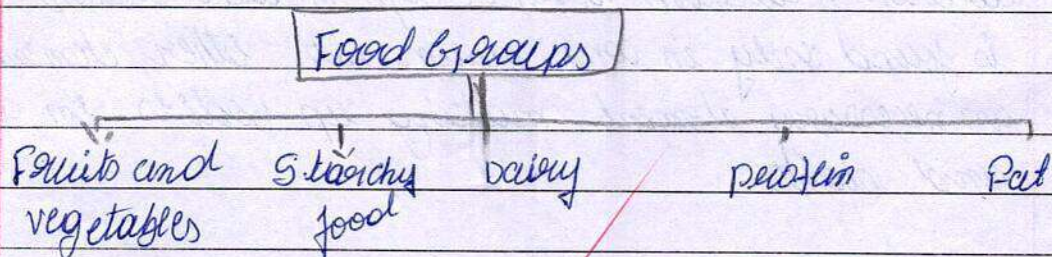 Food Groups
Fruits and Starchy Dairy protein Fat
vegetables food